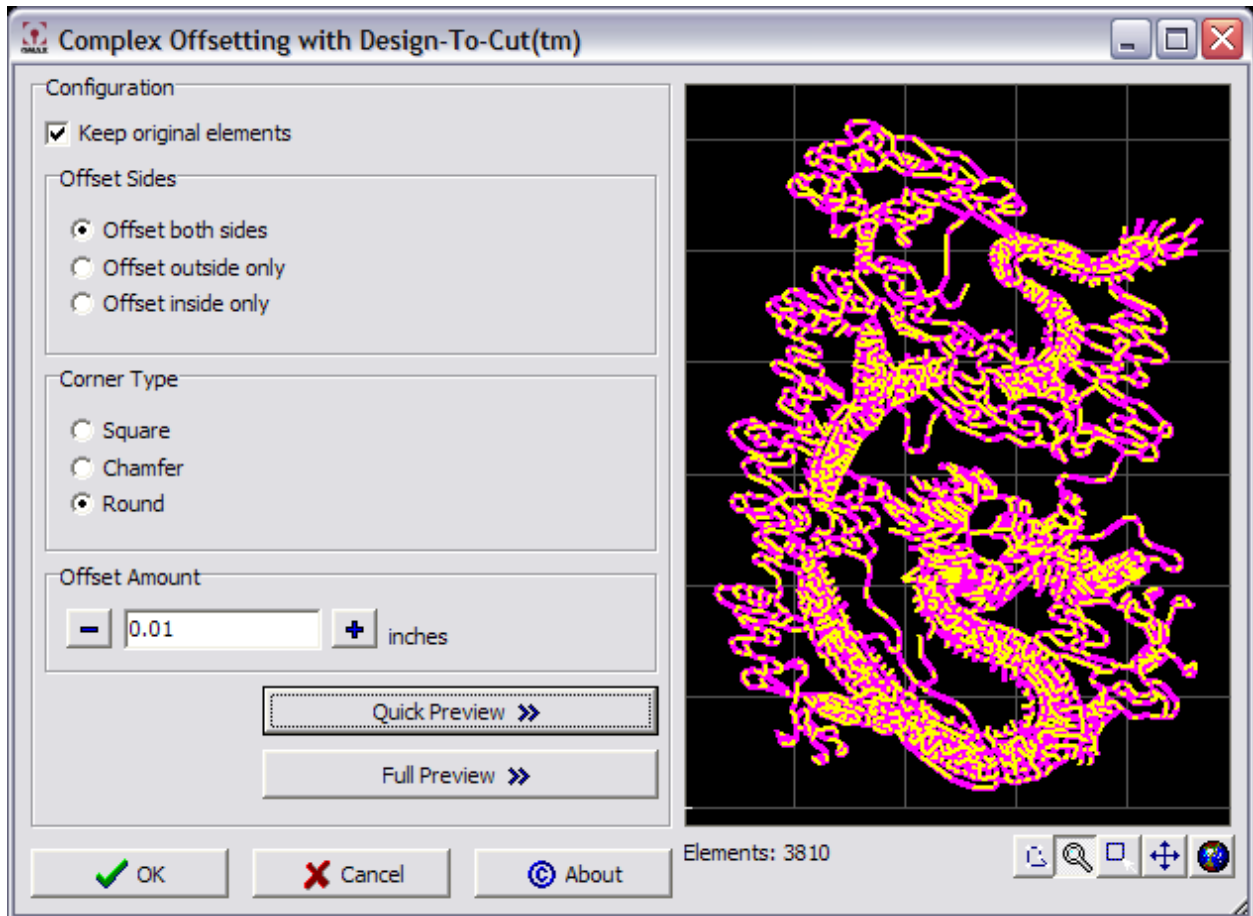 Complex Offsetting with Design-To-Cut(tm)
Configuration
Keep original elements
Offset Sides
Offset both sides
Offset outside only
Offset inside only
Corner Type
Square
Chamfer
Round
Offset Amount
0.01 inches
Quick Preview
Full Preview
OK Cancel © About
Elements: 3810